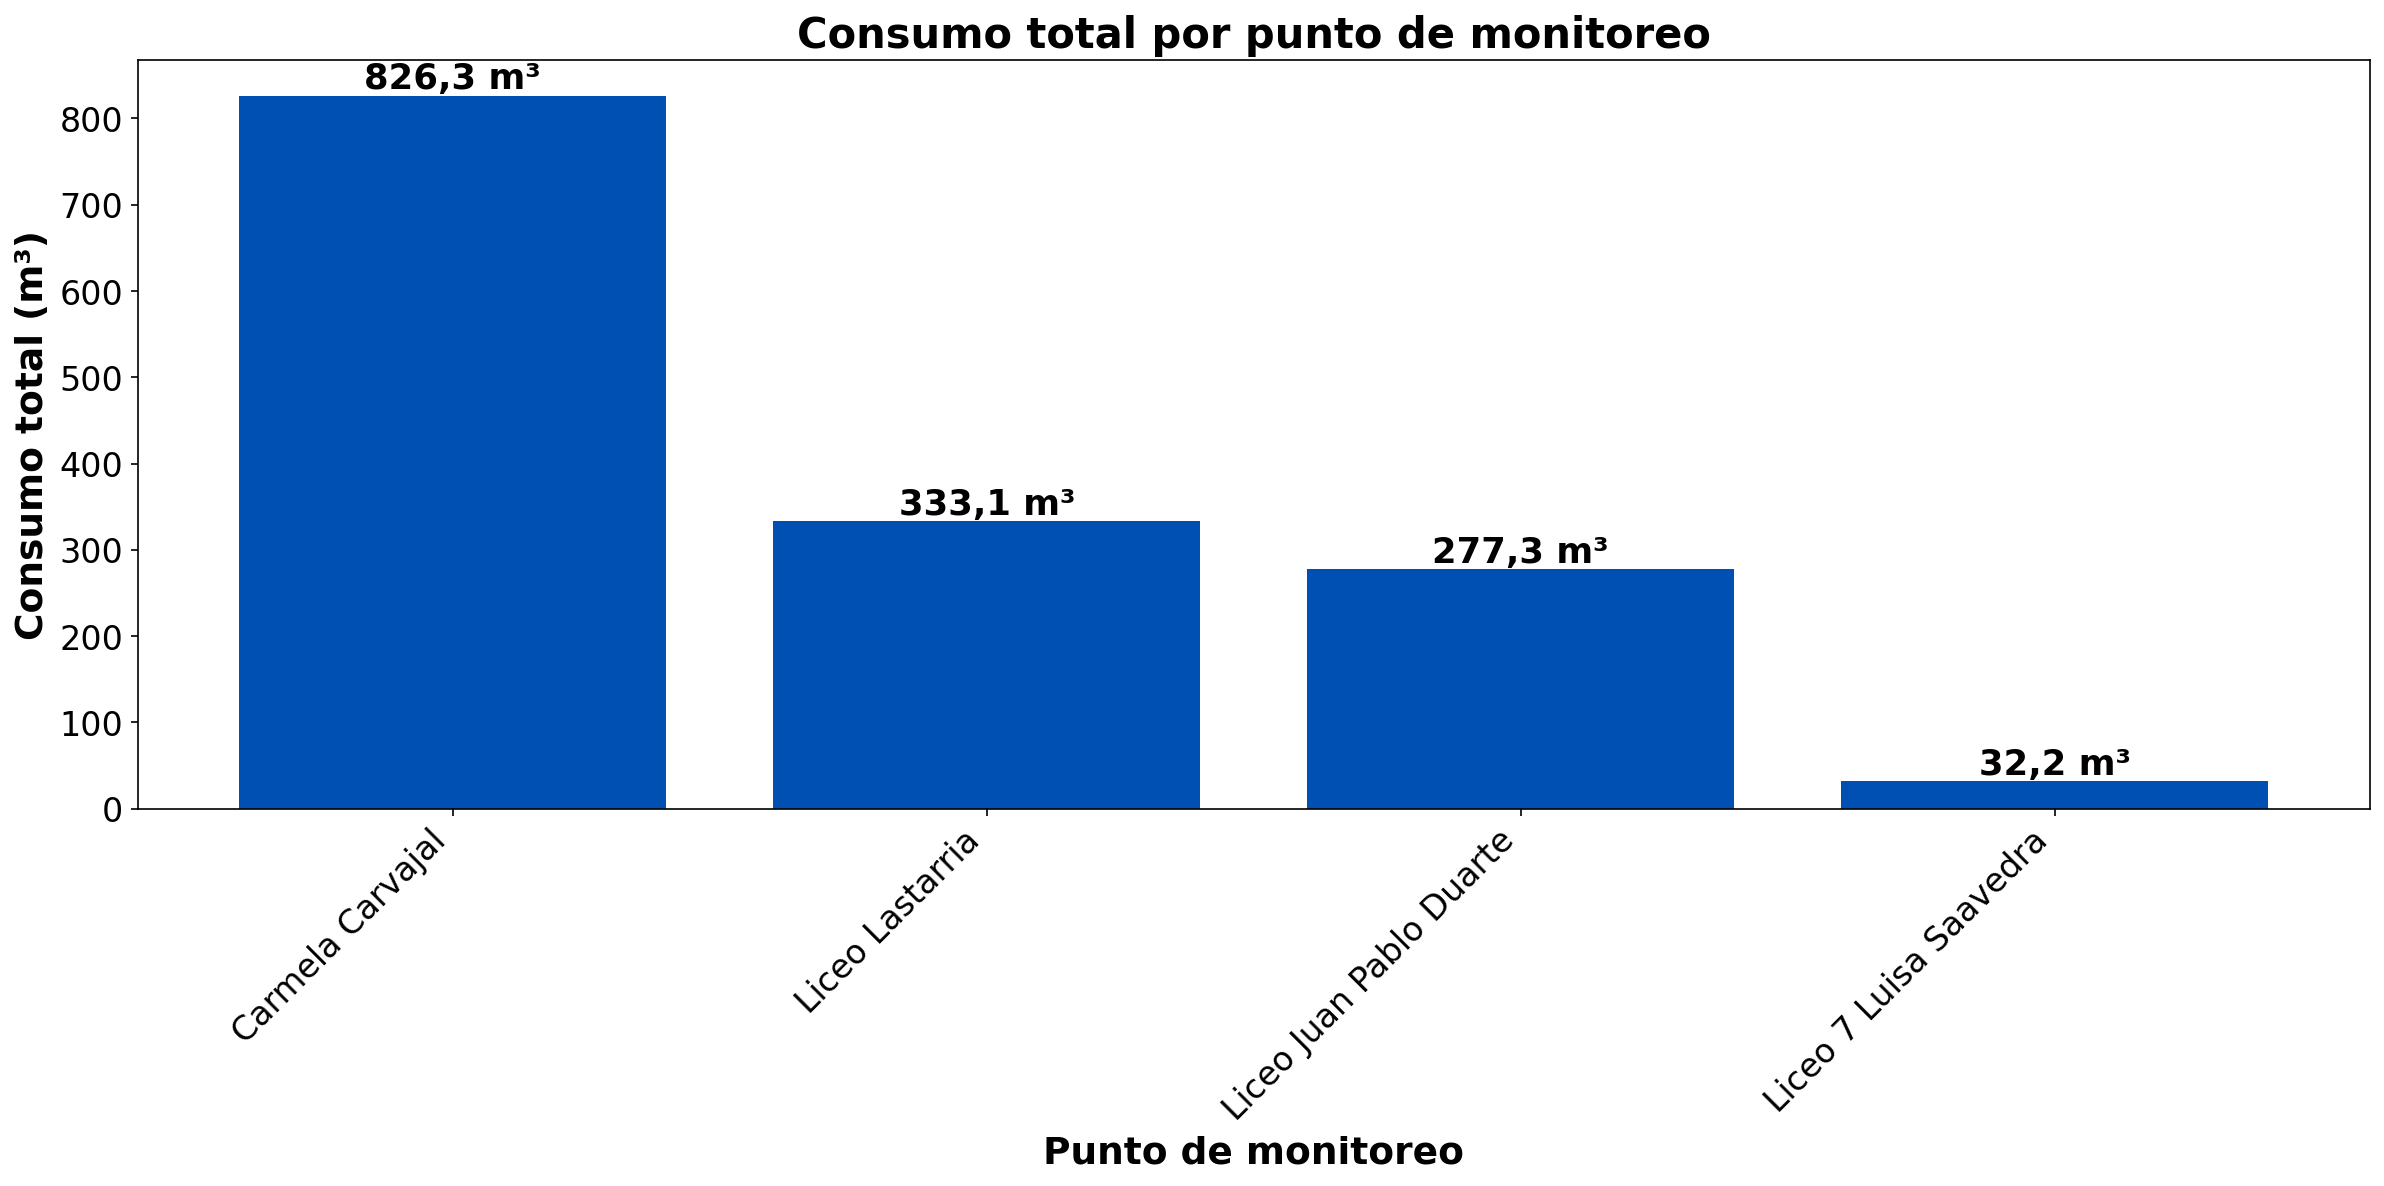 Consumo total por punto de monitoreo
Consumo total (m³)
800
700
600
500
400
300
200
100
0
826,3 m³
333,1 m³
277,3 m³
32,2 m³
Carmela Carvajal
Liceo Lastarria
Liceo Juan Pablo Duarte
Liceo 7 Luisa Saavedra
Punto de monitoreo